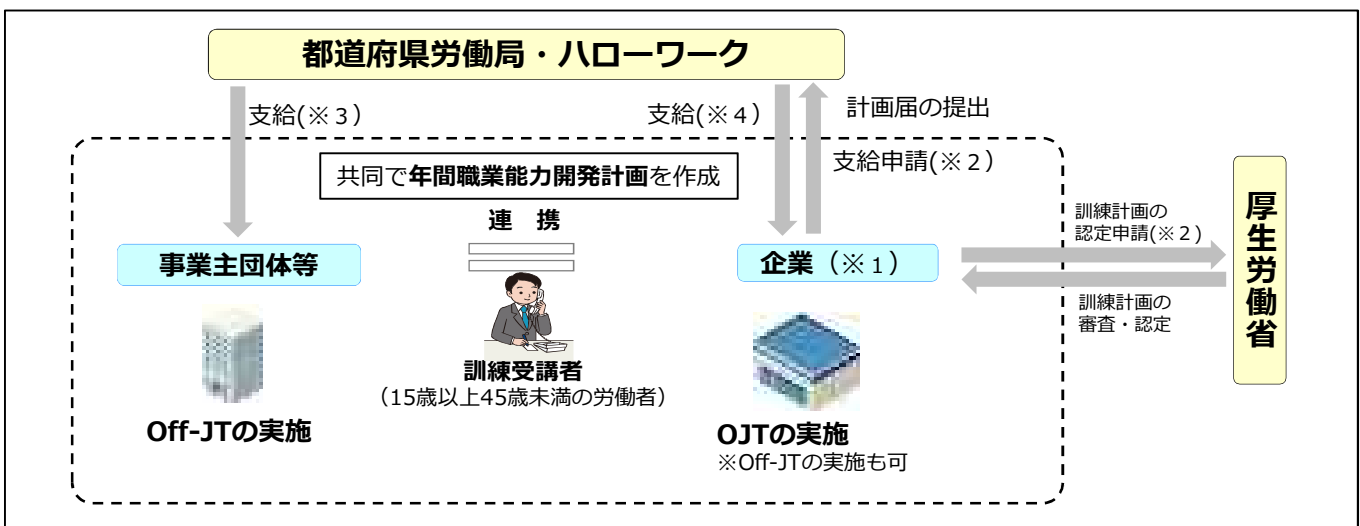 都道府県労働局・ハローワーク
支給(※３)
支給(※４)
計画届の提出
支給申請(※２)
共同で年間職業能力開発計画を作成
連 携
事業主団体等
企業（※１）
訓練計画の
認定申請(※２)
訓練計画の
審査・認定
厚生労働省
訓練受講者
（15歳以上45歳未満の労働者）
Off-JTの実施
OJTの実施
※Off-JTの実施も可